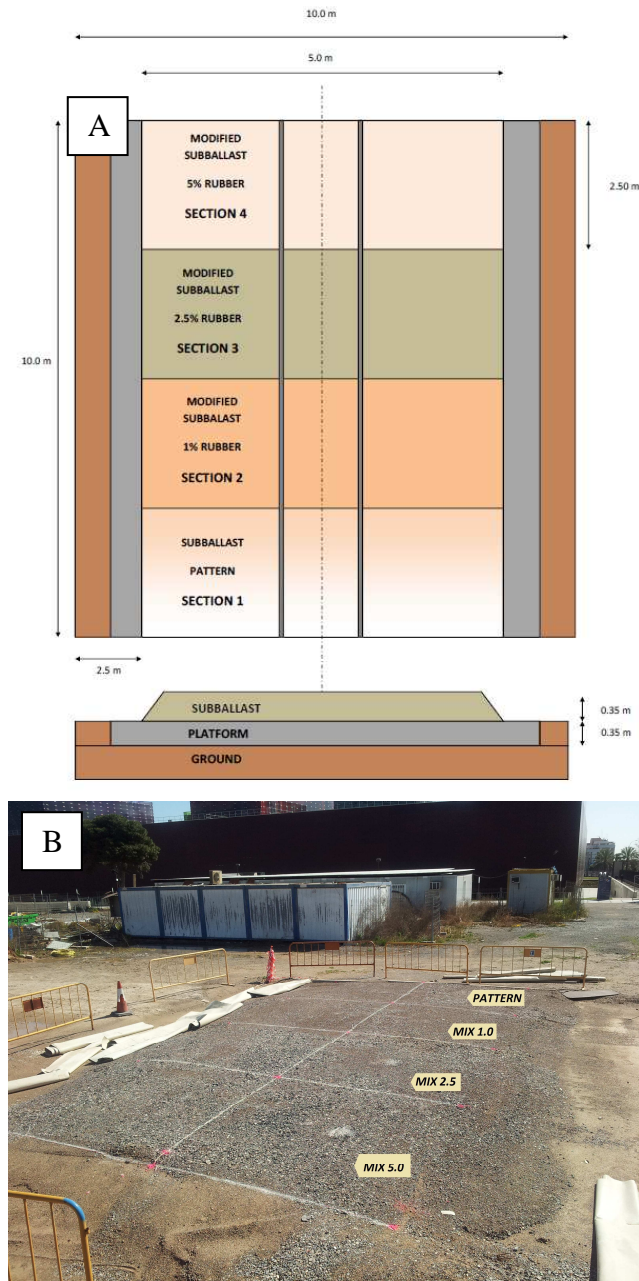 10.0 m
5.0 m
A
MODIFIED
SUBBALLAST
5% RUBBER
SECTION 4
2.50 m
MODIFIED
SUBBALLAST
2.5% RUBBER
SECTION 3
10.0 m
MODIFIED
SUBBALAST
1% RUBBER
SECTION 2
SUBBALLAST
PATTERN
SECTION 1
2.5 m
SUBBALLAST
0.35 m
PLATFORM
0.35 m
GROUND
B
PATTERN
MIX 1.0
MIX 2.5
MIX 5.0